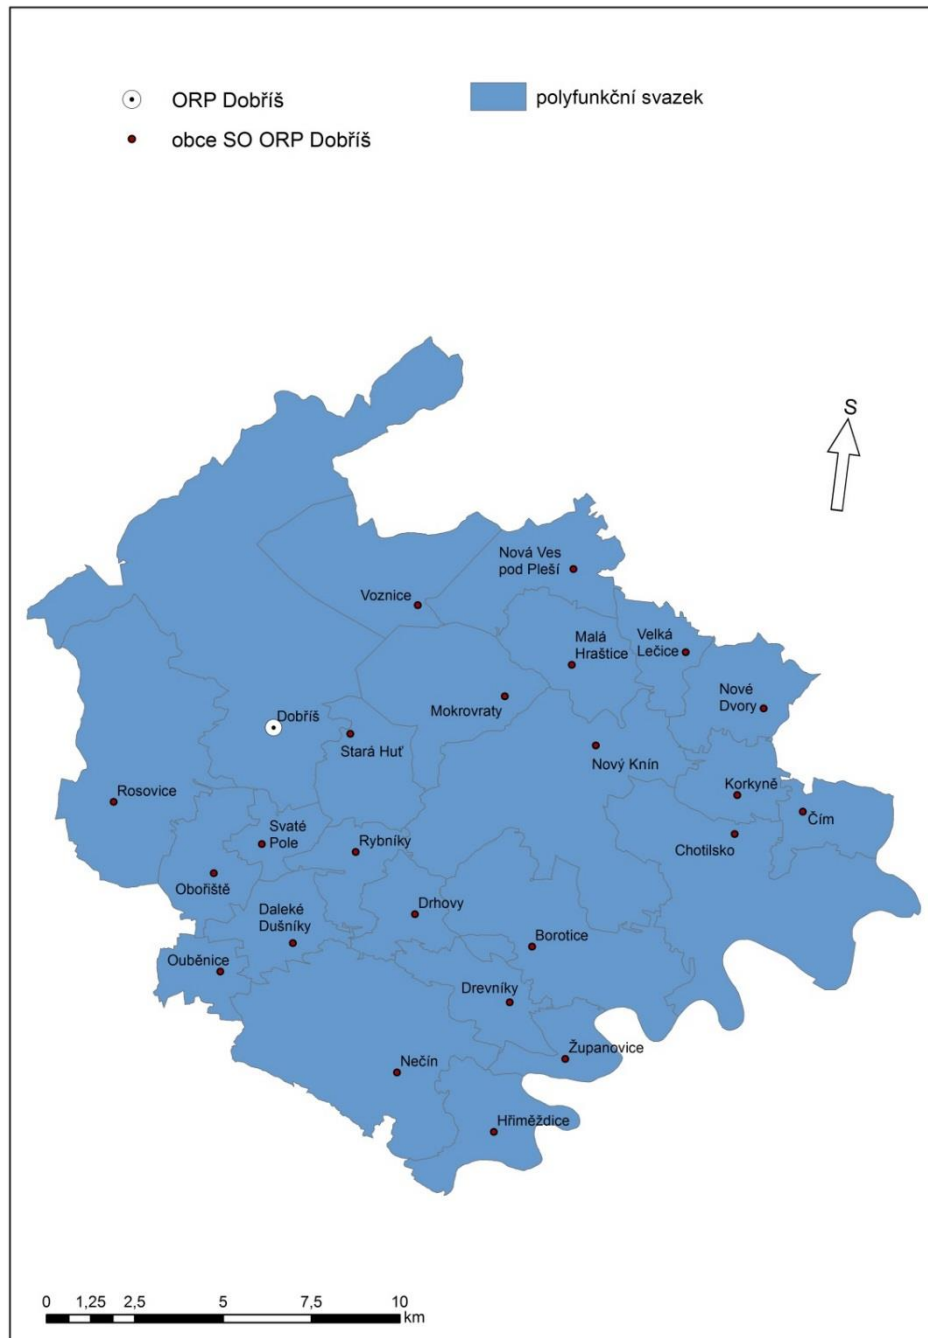 ORP Dobříš
polyfunkční svazek
obce SO ORP Dobříš
S
Nová Ves
pod Pleší
Voznice
Malá
Hraštice
Velká
Lečice
Mokrovraty
Nové
Dvory
Dobříš
Stará Huť
Nový Knín
Rosovice
Korkyně
Čím
Svaté
Pole
Rybníky
Chotilsko
Obořiště
Daleké
Dušníky
Drhovy
Borotice
Ouběnice
Drevníky
Županovice
Nečín
Hřiměždice
0 1,25 2,5 5 7,5 10
km